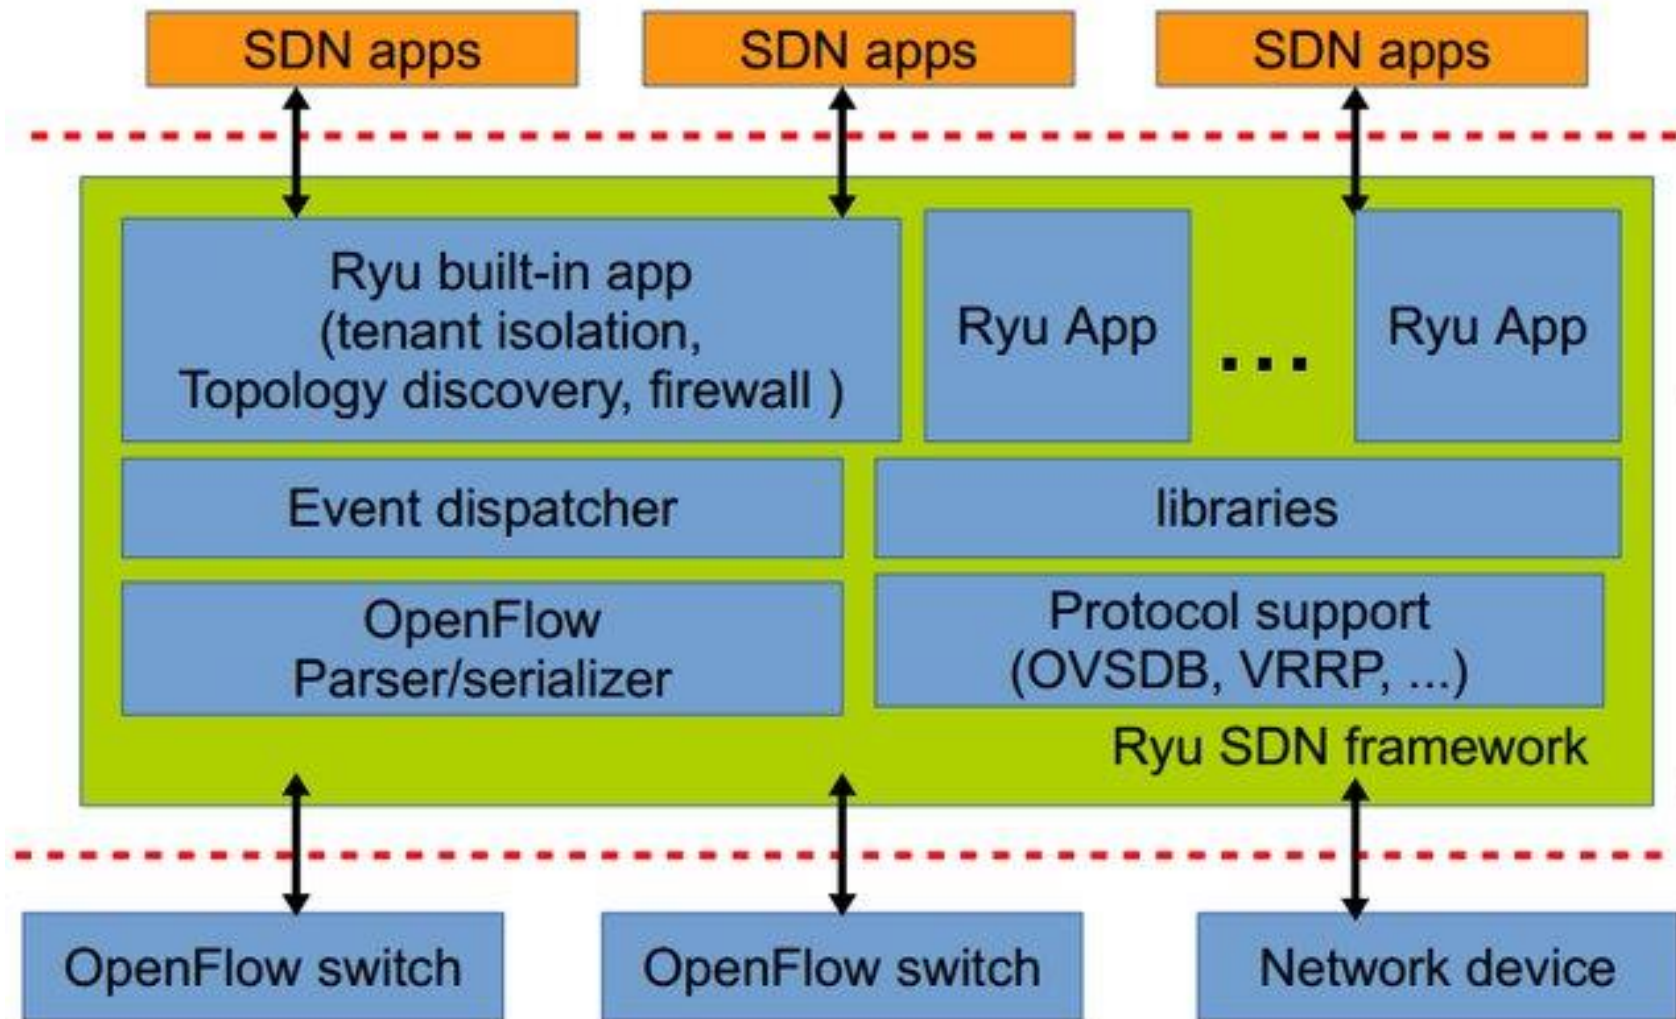 SDN apps
SDN apps
SDN apps
Ryu built-in app
(tenant isolation,
Topology discovery, firewall )
Ryu App
...
Ryu App
Event dispatcher
libraries
OpenFlow
Parser/serializer
Protocol support
(OVSDB, VRRP, ...)
Ryu SDN framework
OpenFlow switch
OpenFlow switch
Network device